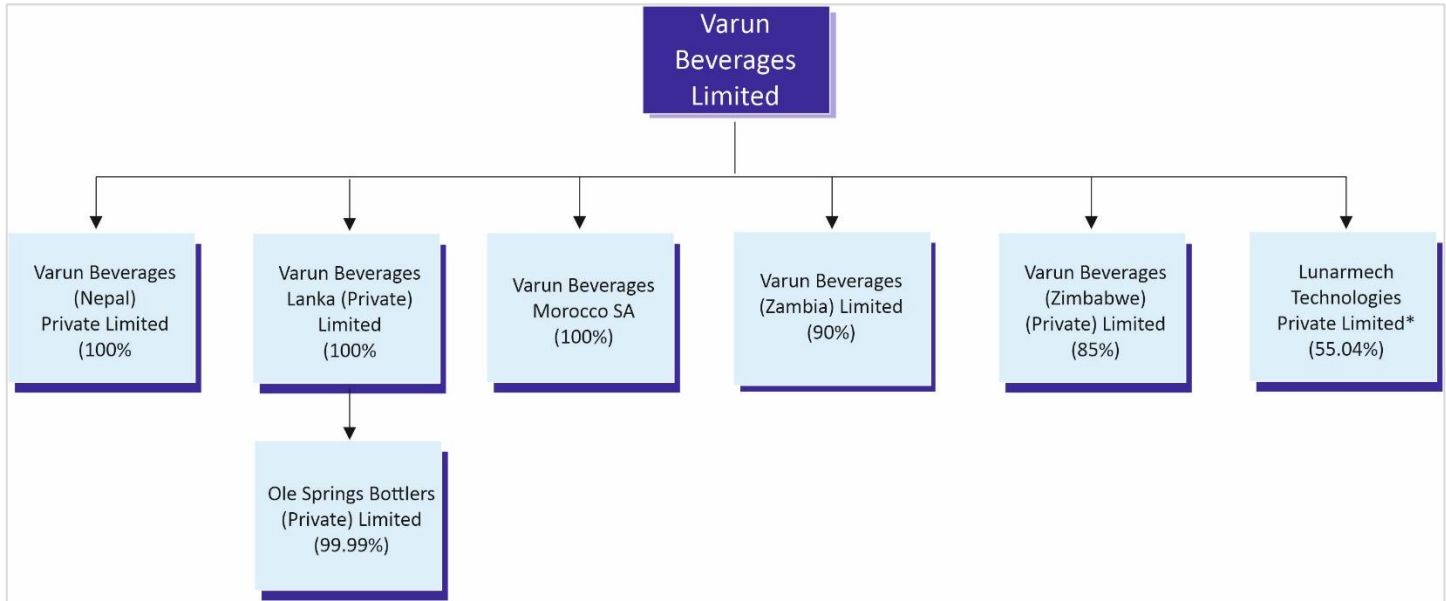 Varun
Beverages
Limited
Varun Beverages
(Nepal)
Private Limited
(100%
Varun Beverages
Lanka (Private)
Limited
(100%
Varun Beverages
Morocco SA
(100%)
Varun Beverages
(Zambia) Limited
(90%)
Varun Beverages
(Zimbabwe)
(Private) Limited
(85%)
Lunarmech
Technologies
Private Limited*
(55.04%)
Ole Springs Bottlers
(Private) Limited
(99.99%)